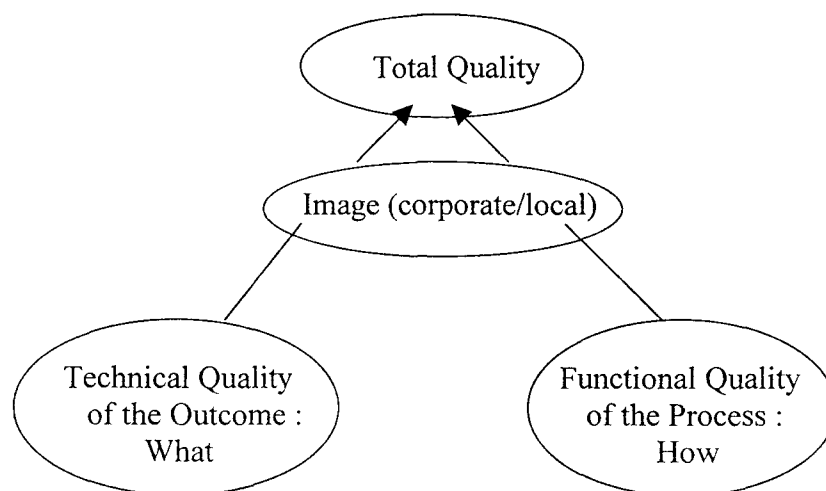 Total Quality
Image (corporate/local)
Technical Quality
of the Outcome :
What
Functional Quality
of the Process :
How